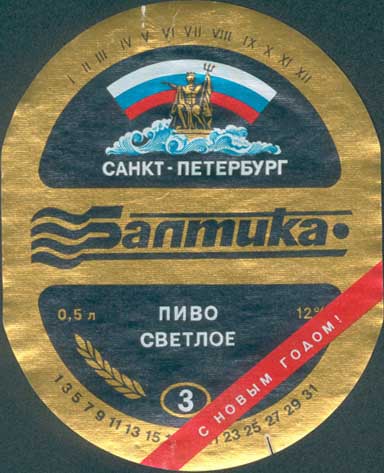 I II III IV V VI VII VIII IX X XI XII
САНКТ-ПЕТЕРБУРГ
Балтика
0,5 л
ПИВО
СВЕТЛОЕ
12%
3
С НОВЫМ ГОДОМ!
1 3 5 7 9 11 13 15 23 25 27 29 31